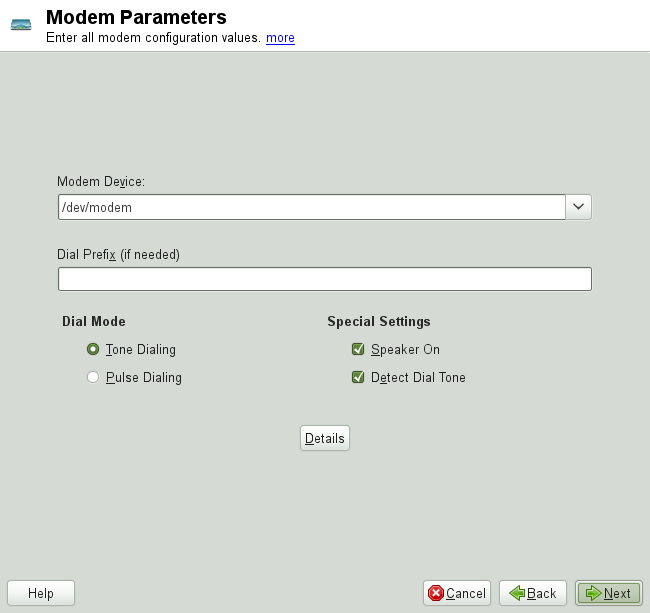 Modem Parameters
Enter all modem configuration values. more
Modem Device:
/dev/modem
Dial Prefix (if needed)
Dial Mode Special Settings
Tone Dialing Speaker On
Pulse Dialing Detect Dial Tone
Details
Help Cancel Back Next